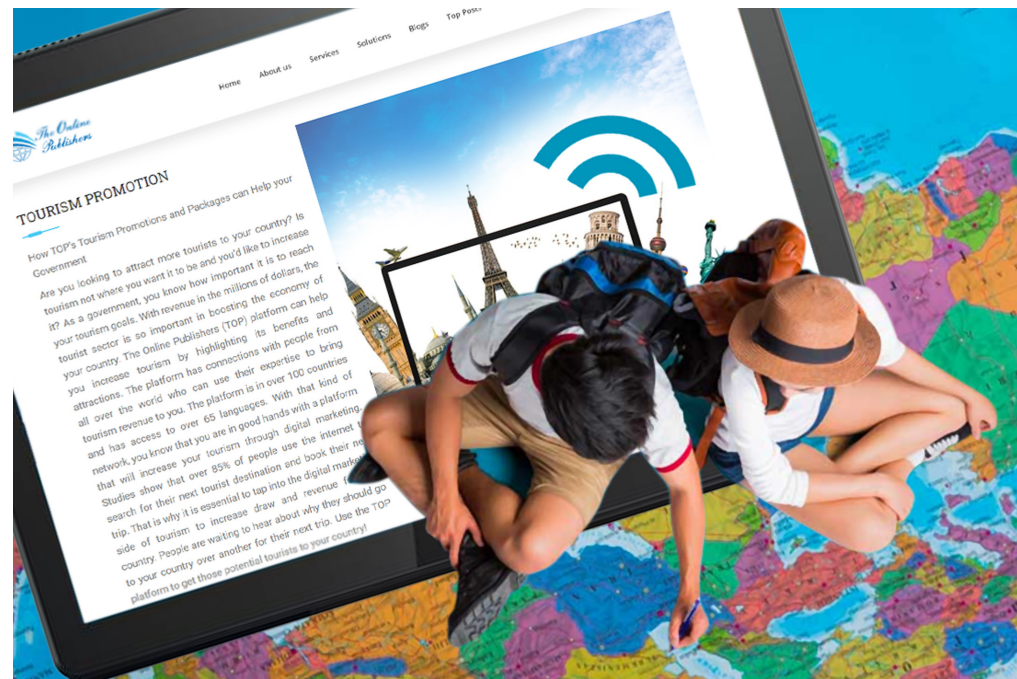 Home About us Services Solutions Blogs Top Posts
The Online
Publishers
TOURISM PROMOTION
How TOP's Tourism Promotions and Packages can Help your
Government
Are you looking to attract more tourists to your country? Is
tourism not where you want it to be and you'd like to increase
it? As a government, you know how important it is to reach
your tourism goals. With revenue in the millions of dollars, the
tourist sector is so important in boosting the economy of
your country. The Online Publishers (TOP) platform can help
you increase tourism by highlighting its benefits and
attractions. The platform has connections with people from
all over the world who can use their expertise to bring
tourism revenue to you. The platform is in over 100 countries
and has access to over 65 languages. With that kind of
network, you know that you are in good hands with a platform
that will increase your tourism through digital marketing.
Studies show that over 85% of people use the internet
search for their next tourist destination and book their
trip. That is why it is essential to tap into the digital
side of tourism to increase draw and revenue
country. People are waiting to hear about why they should go
to your country over another for their next trip. Use the TOP
platform to get those potential tourists to your country!